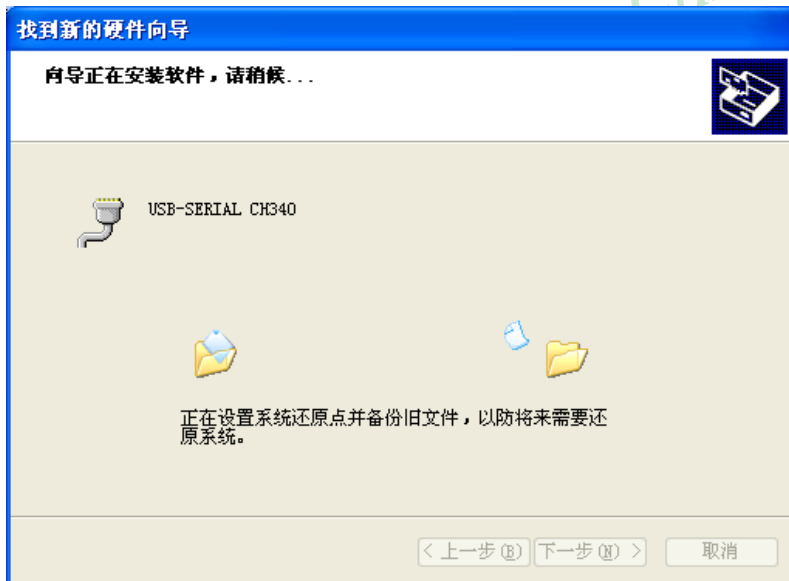 找到新的硬件向导
向导正在安装软件，请稍候...
USB-SERIAL CH340
正在设置系统还原点并备份旧文件，以防将来需要还
原系统。
< 上一步(B) 下一步(N) > 取消